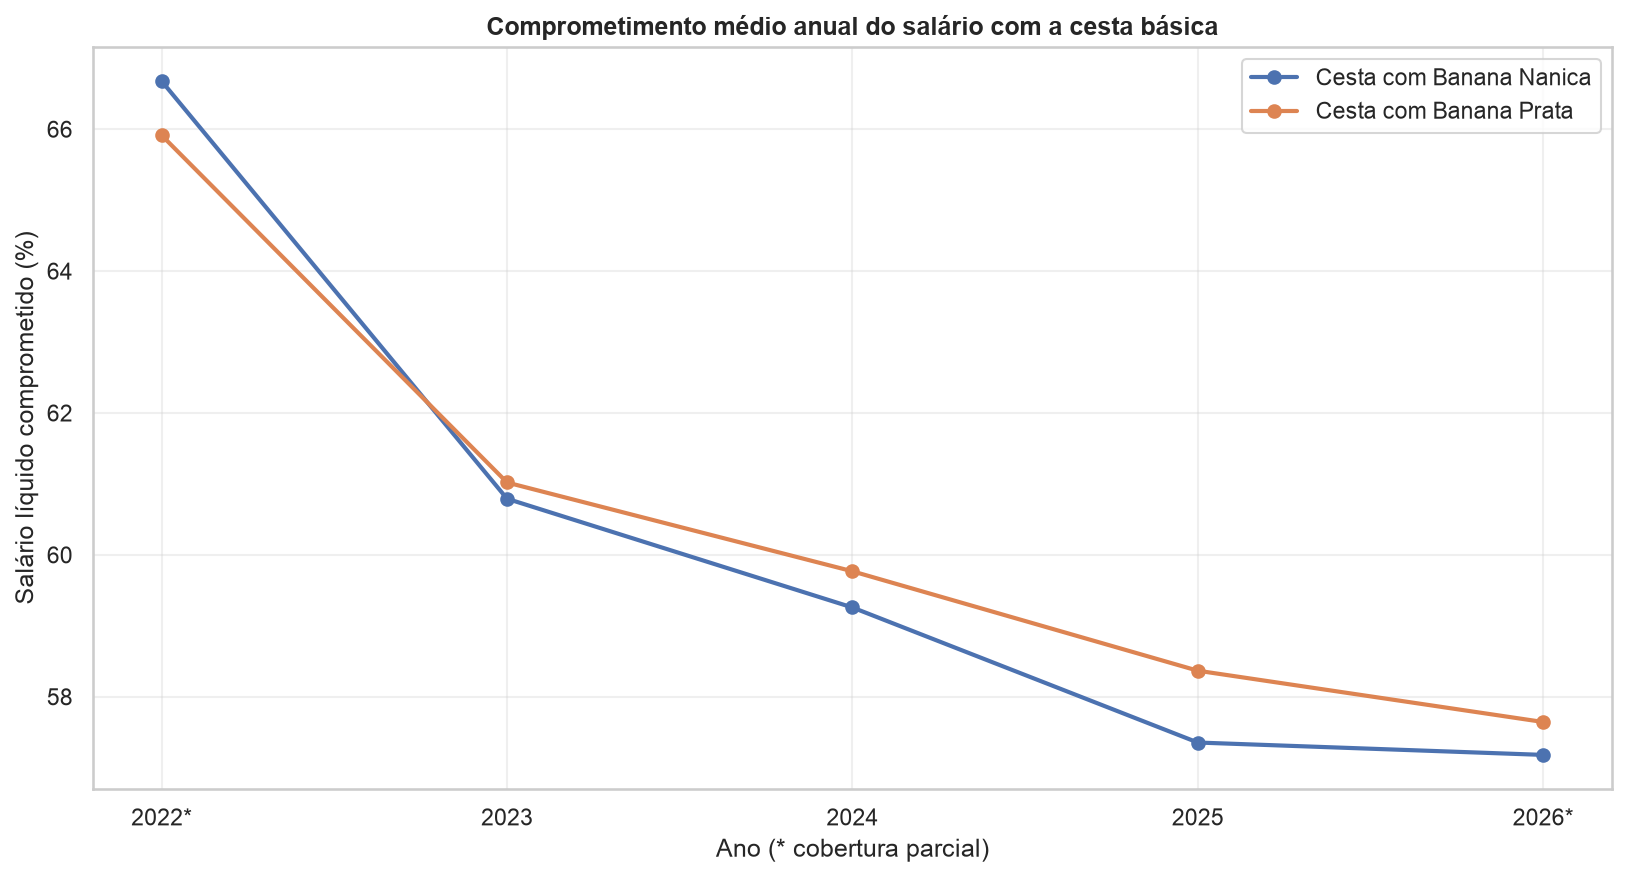 Comprometimento médio anual do salário com a cesta básica
Cesta com Banana Nanica
Cesta com Banana Prata
Salário líquido comprometido (%)
66
64
62
60
58
2022*
2023
2024
2025
2026*
Ano (* cobertura parcial)